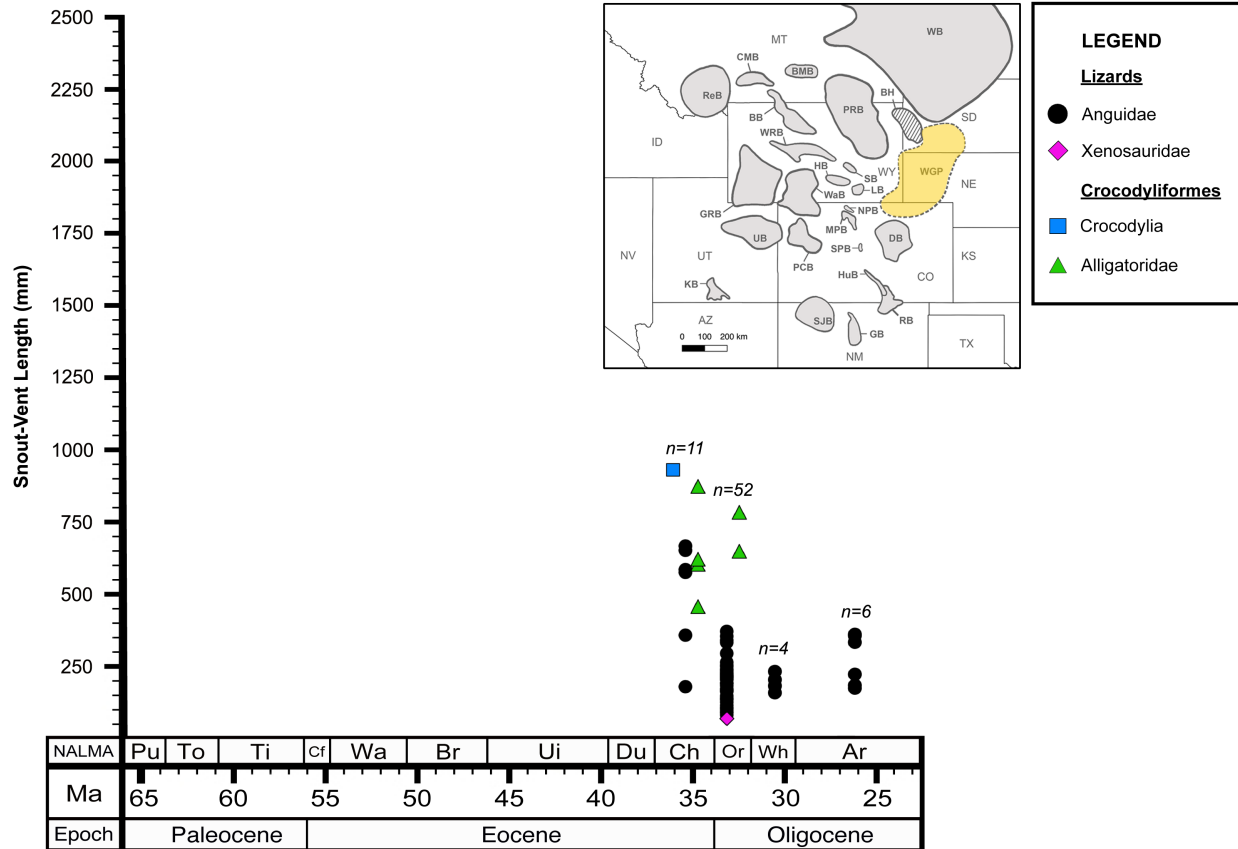 2500
2250
2000
1750
1500
1250
1000
750
500
250
Snout-Vent Length (mm)
MT
WB
CMB
BMB
ReB
BB
PRB
BH
SD
ID
WRB
HB
SB
WY
WGP
LB
NE
WaB
GRB
NPB
MPB
UB
SPB
DB
NV
UT
PCB
KS
HuB
CO
KB
AZ
SJB
RB
GB
0 100 200 km
NM
TX
LEGEND
Lizards
Anguidae
Xenosauridae
Crocodyliformes
Crocodylia
Alligatoridae
n=11
n=52
n=4
n=6
NALMA Pu To Ti Cf Wa Br Ui Du Ch Or Wh Ar
Ma 65 60 55 50 45 40 35 30 25
Epoch Paleocene Eocene Oligocene